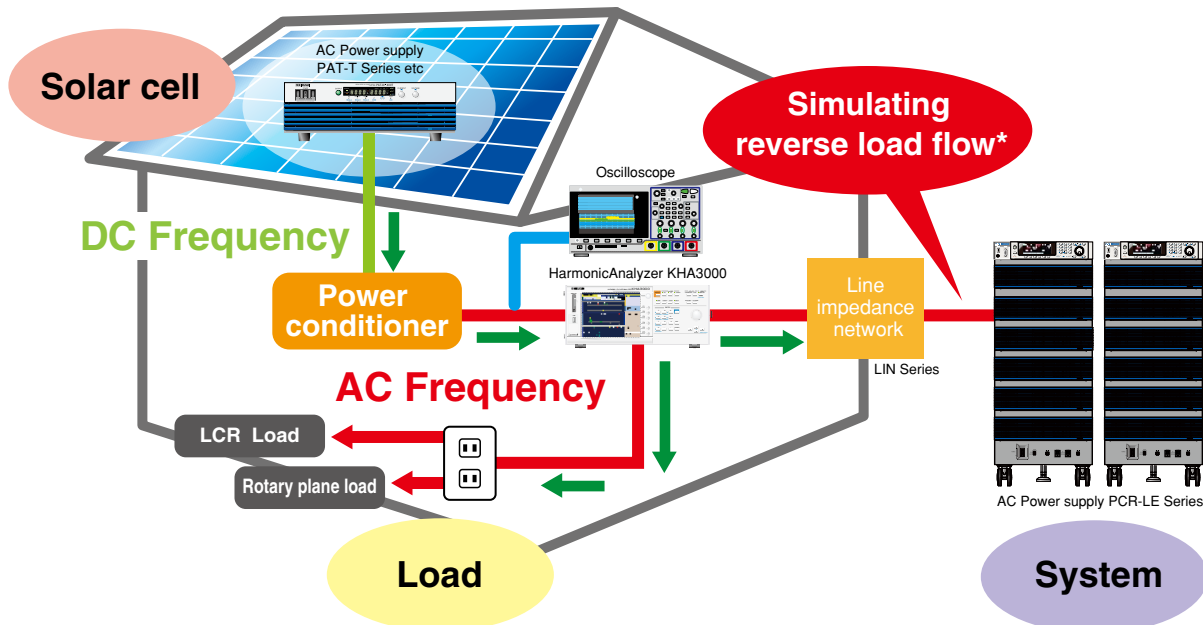 Solar cell
AC Power supply
PAT-T Series etc
Simulating
reverse load flow*
Oscilloscope
DC Frequency
HarmonicAnalyzer KHA3000
Power
conditioner
Line
impedance
network
LIN Series
AC Frequency
LCR Load
Rotary plane load
AC Power supply PCR-LE Series
Load
System